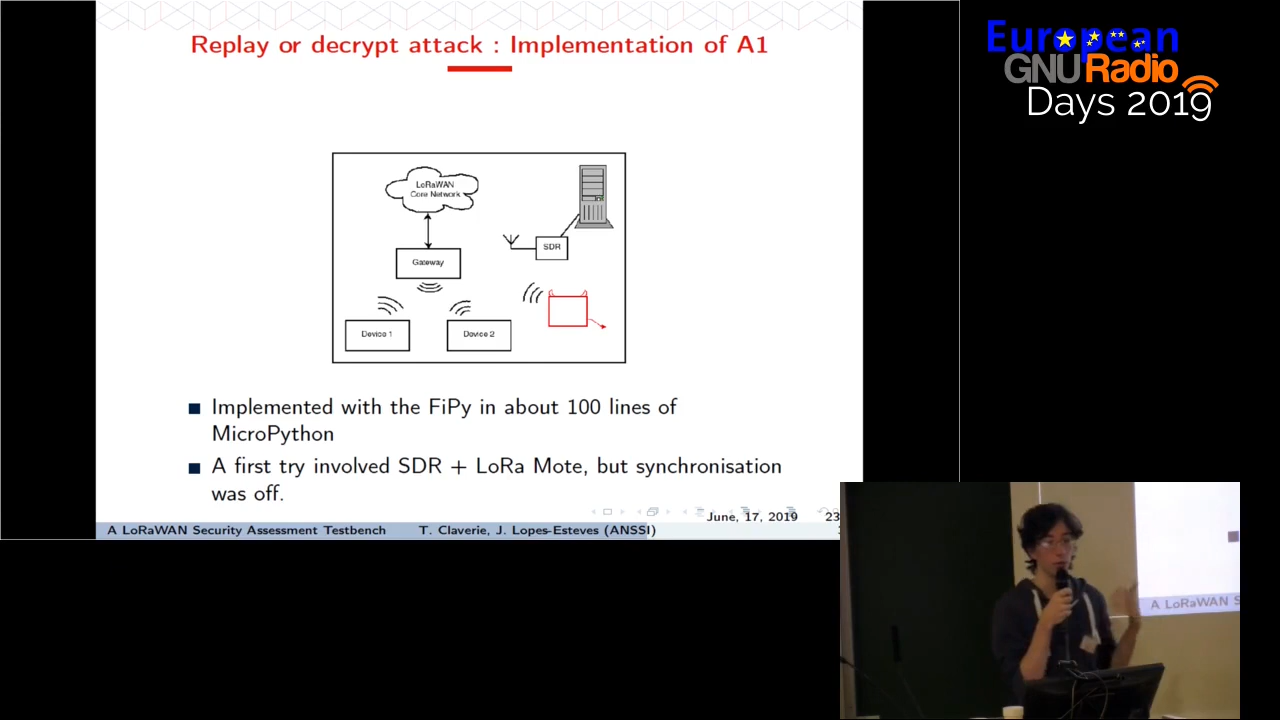 Replay or decrypt attack : Implementation of A1
European
GNURadio
Days 2019
LoRaWAN
Core Network
SDR
Gateway
Device 1
Device 2
Implemented with the FiPy in about 100 lines of
MicroPython
A first try involved SDR + LoRa Mote, but synchronisation
was off.
June, 17, 2019 23
A LoRaWAN Security Assessment Testbench T. Claverie, J. Lopes-Esteves (ANSSI)
A LoRaWAN S